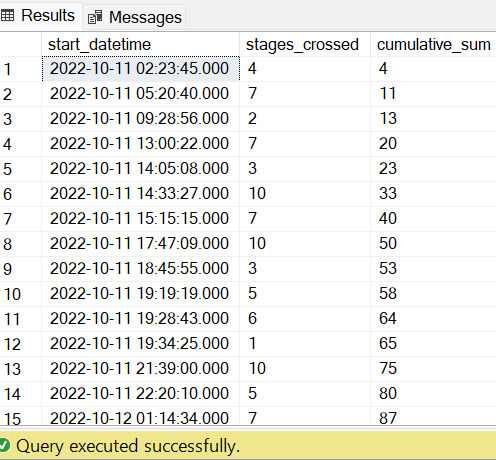 Results Messages
start_datetime stages_crossed cumulative_sum
1 2022-10-11 02:23:45.000 4 4
2 2022-10-11 05:20:40.000 7 11
3 2022-10-11 09:28:56.000 2 13
4 2022-10-11 13:00:22.000 7 20
5 2022-10-11 14:05:08.000 3 23
6 2022-10-11 14:33:27.000 10 33
7 2022-10-11 15:15:15.000 7 40
8 2022-10-11 17:47:09.000 10 50
9 2022-10-11 18:45:55.000 3 53
10 2022-10-11 19:19:19.000 5 58
11 2022-10-11 19:28:43.000 6 64
12 2022-10-11 19:34:25.000 1 65
13 2022-10-11 21:39:00.000 10 75
14 2022-10-11 22:20:10.000 5 80
15 2022-10-12 01:14:34.000 7 87
Query executed successfully.